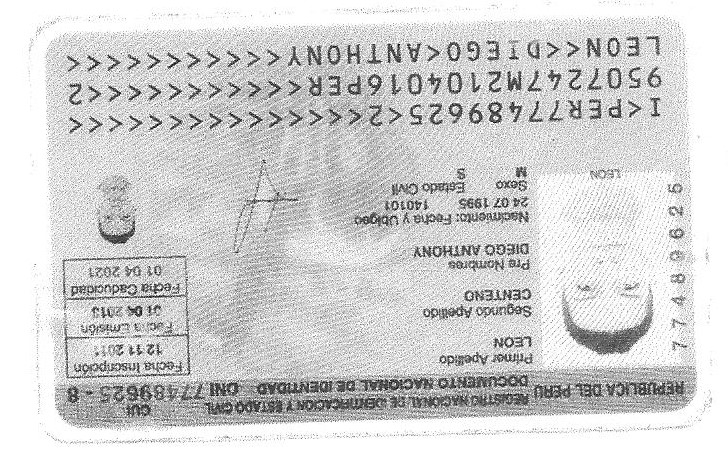 REPUBLICA DEL PERU
REGISTRO NACIONAL DE IDENTIFICACION Y ESTADO CIVIL
DOCUMENTO NACIONAL DE IDENTIDAD
CUI
DNI 77489625 - 8
77489625
Primer Apellido
LEON
Segundo Apellido
CENTENO
Pre Nombres
DIEGO ANTHONY
Nacimiento: Fecha y Ubigeo
24 07 1995 140101
Sexo Estado Civil
M S
Fecha Inscripción
12 11 2011
Fecha Emisión
01 04 2013
Fecha Caducidad
01 04 2021
LEON
I<PER77489625<2<<<<<<<<<<<<<<<
9507247M2104016PER<<<<<<<<<<<2
LEON<<DIEGO<ANTHONY<<<<<<<<<<<